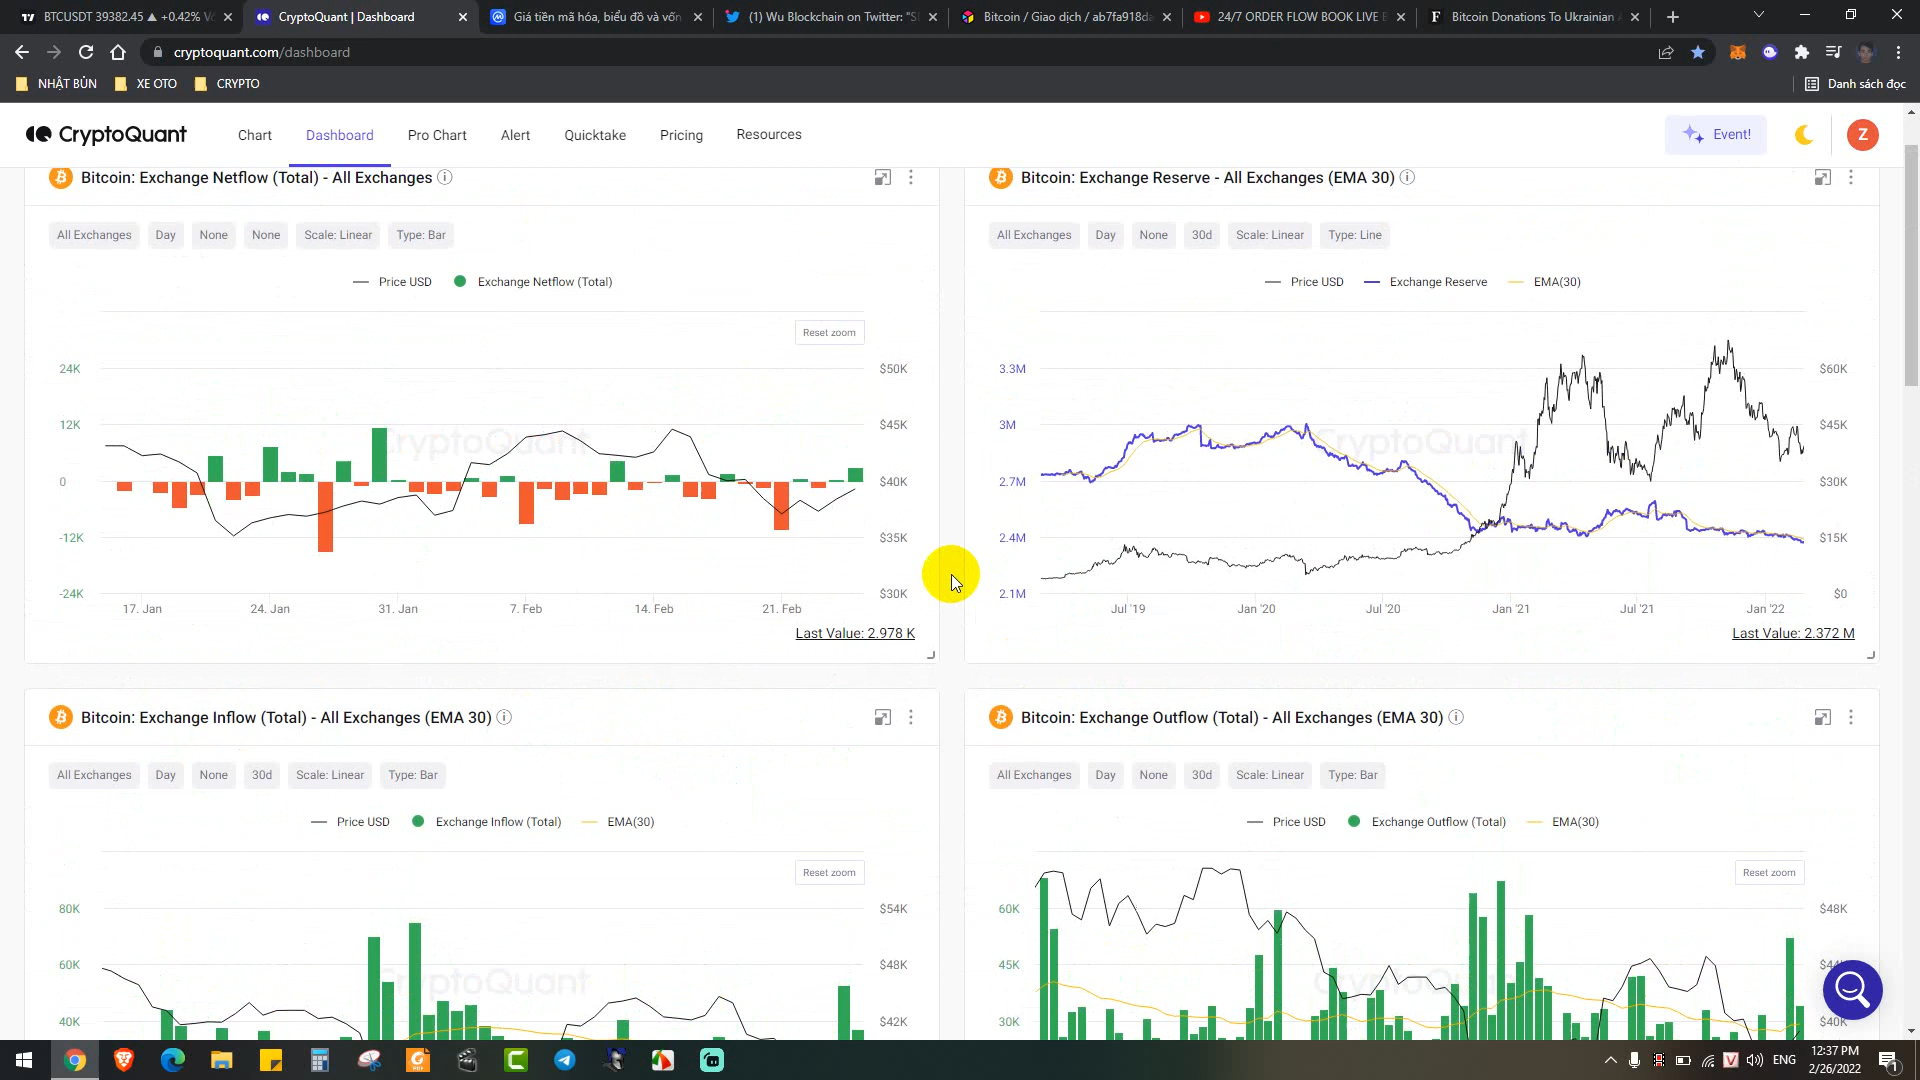 BTCUSDT 39382.45 ▲ +0.42%
CryptoQuant | Dashboard
Giá tiền mã hóa, biểu đồ và vốn
(1) Wu Blockchain on Twitter:
Bitcoin / Giao dịch / ab7fa918d
24/7 ORDER FLOW BOOK LIVE
Bitcoin Donations To Ukrainian
cryptoquant.com/dashboard
NHẬT BỦN
XE OTO
CRYPTO
Danh sách đọc
CryptoQuant
Chart
Dashboard
Pro Chart
Alert
Quicktake
Pricing
Resources
Event!
Z
Bitcoin: Exchange Netflow (Total) - All Exchanges
All Exchanges
Day
None
None
Scale: Linear
Type: Bar
Price USD
Exchange Netflow (Total)
Reset zoom
24K
12K
0
-12K
-24K
$50K
$45K
$40K
$35K
$30K
CryptoQuant
17. Jan
24. Jan
31. Jan
7. Feb
14. Feb
21. Feb
Last Value: 2.978 K
Bitcoin: Exchange Reserve - All Exchanges (EMA 30)
All Exchanges
Day
None
30d
Scale: Linear
Type: Line
Price USD
Exchange Reserve
EMA(30)
3.3M
3M
2.7M
2.4M
2.1M
$60K
$45K
$30K
$15K
$0
CryptoQuant
Jul '19
Jan '20
Jul '20
Jan '21
Jul '21
Jan '22
Last Value: 2.372 M
Bitcoin: Exchange Inflow (Total) - All Exchanges (EMA 30)
All Exchanges
Day
None
30d
Scale: Linear
Type: Bar
Price USD
Exchange Inflow (Total)
EMA(30)
Reset zoom
80K
60K
40K
$54K
$48K
$42K
CryptoQuant
Bitcoin: Exchange Outflow (Total) - All Exchanges (EMA 30)
All Exchanges
Day
None
30d
Scale: Linear
Type: Bar
Price USD
Exchange Outflow (Total)
EMA(30)
Reset zoom
60K
45K
30K
$48K
$40K
CryptoQuant
ENG
12:37 PM
2/26/2022
1